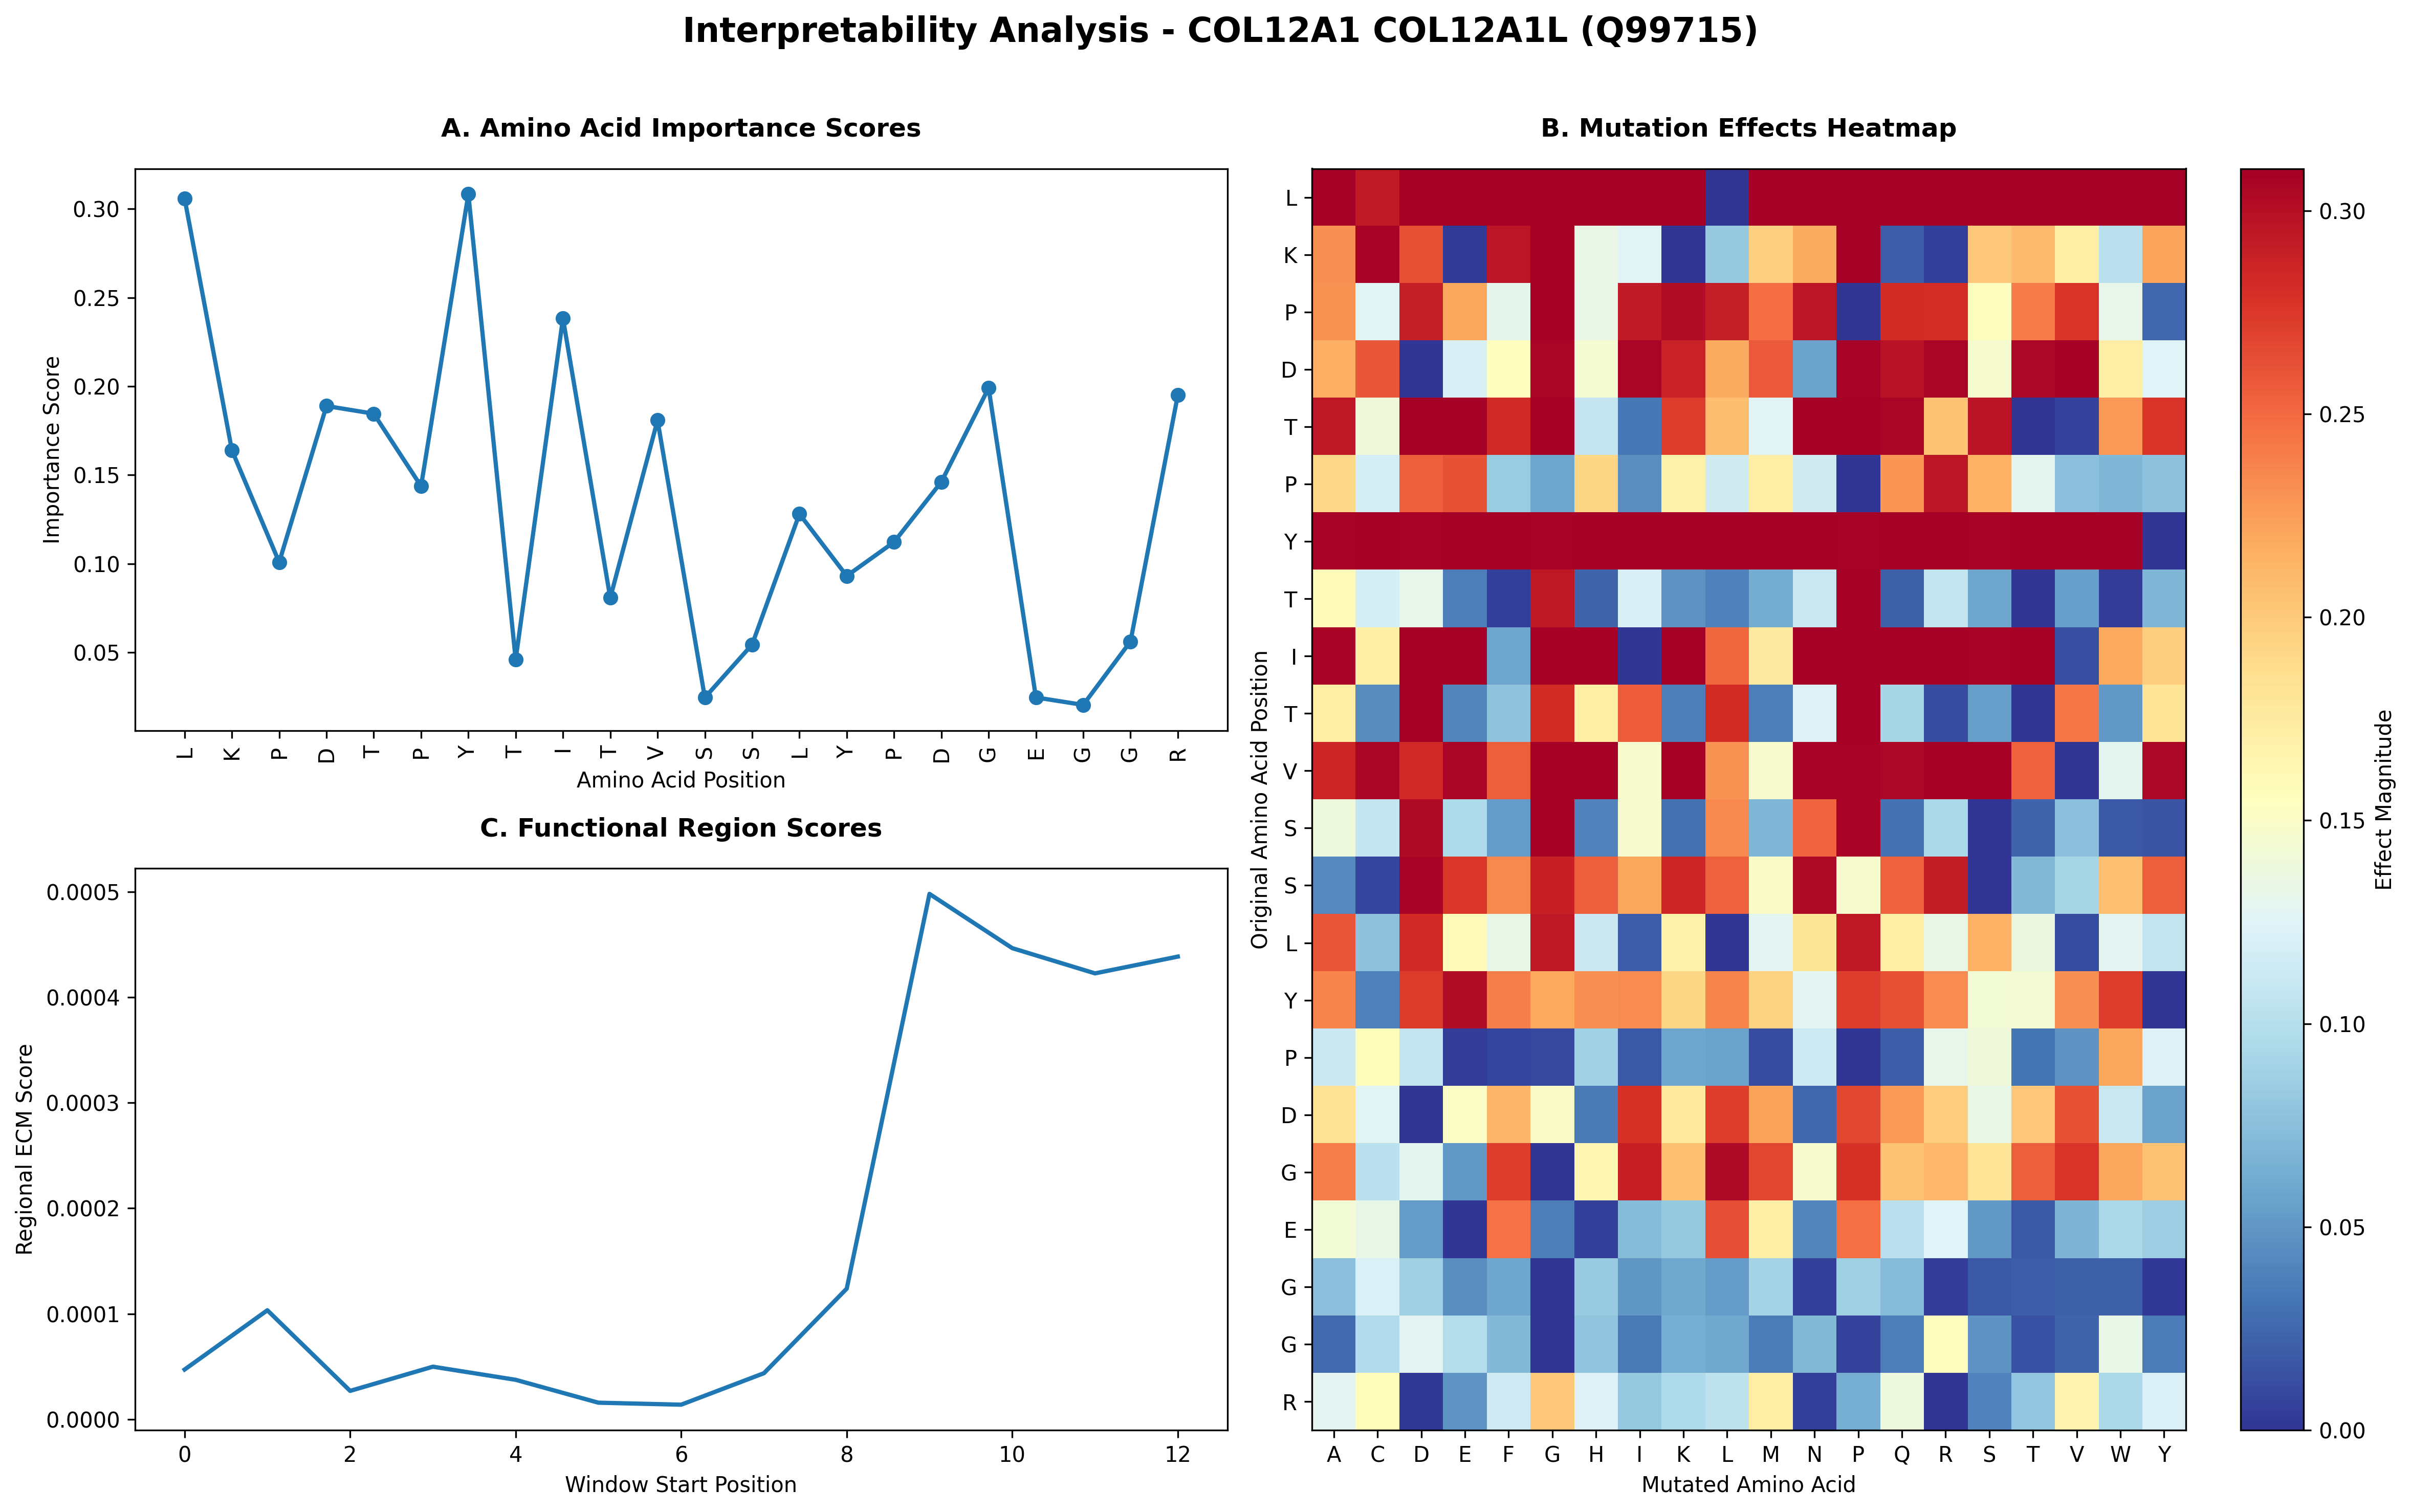 Interpretability Analysis - COL12A1 COL12A1L (Q99715)
A. Amino Acid Importance Scores
Importance Score
0.30
0.25
0.20
0.15
0.10
0.05
L K P D T P Y T I T V S S L Y P D G E G G R
Amino Acid Position
C. Functional Region Scores
Regional ECM Score
0.0005
0.0004
0.0003
0.0002
0.0001
0.0000
0 2 4 6 8 10 12
Window Start Position
B. Mutation Effects Heatmap
Original Amino Acid Position
L
K
P
D
T
P
Y
T
I
T
V
S
S
L
Y
P
D
G
E
G
G
R
A C D E F G H I K L M N P Q R S T V W Y
Mutated Amino Acid
0.30
0.25
0.20
0.15
0.10
0.05
0.00
Effect Magnitude